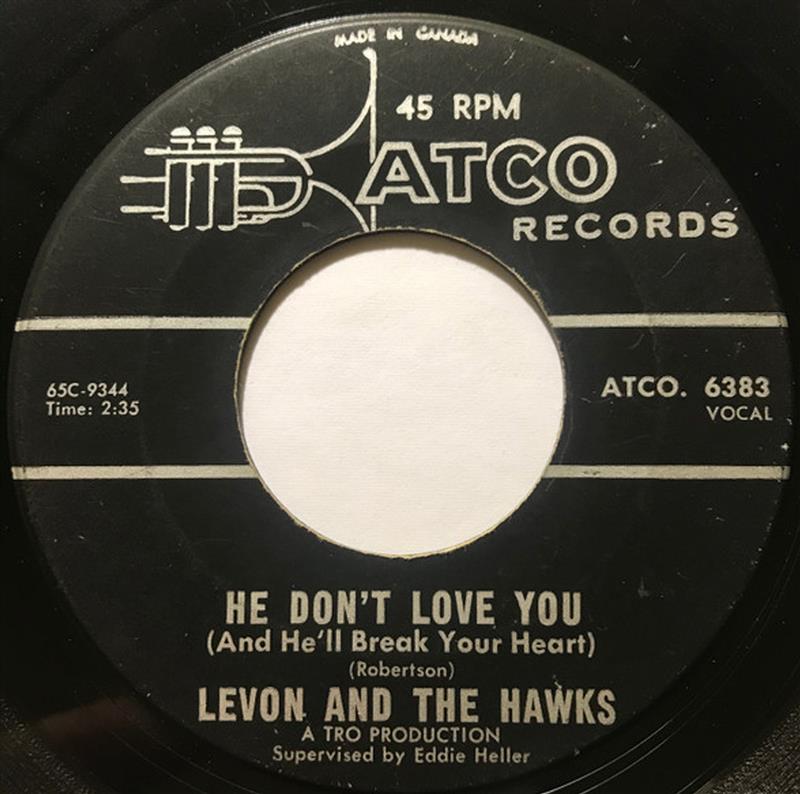 MADE IN CANADA
45 RPM
ATCO
RECORDS
65C-9344
Time: 2:35
ATCO. 6383
VOCAL
HE DON'T LOVE YOU
(And He'll Break Your Heart)
(Robertson)
LEVON AND THE HAWKS
A TRO PRODUCTION
Supervised by Eddie Heller